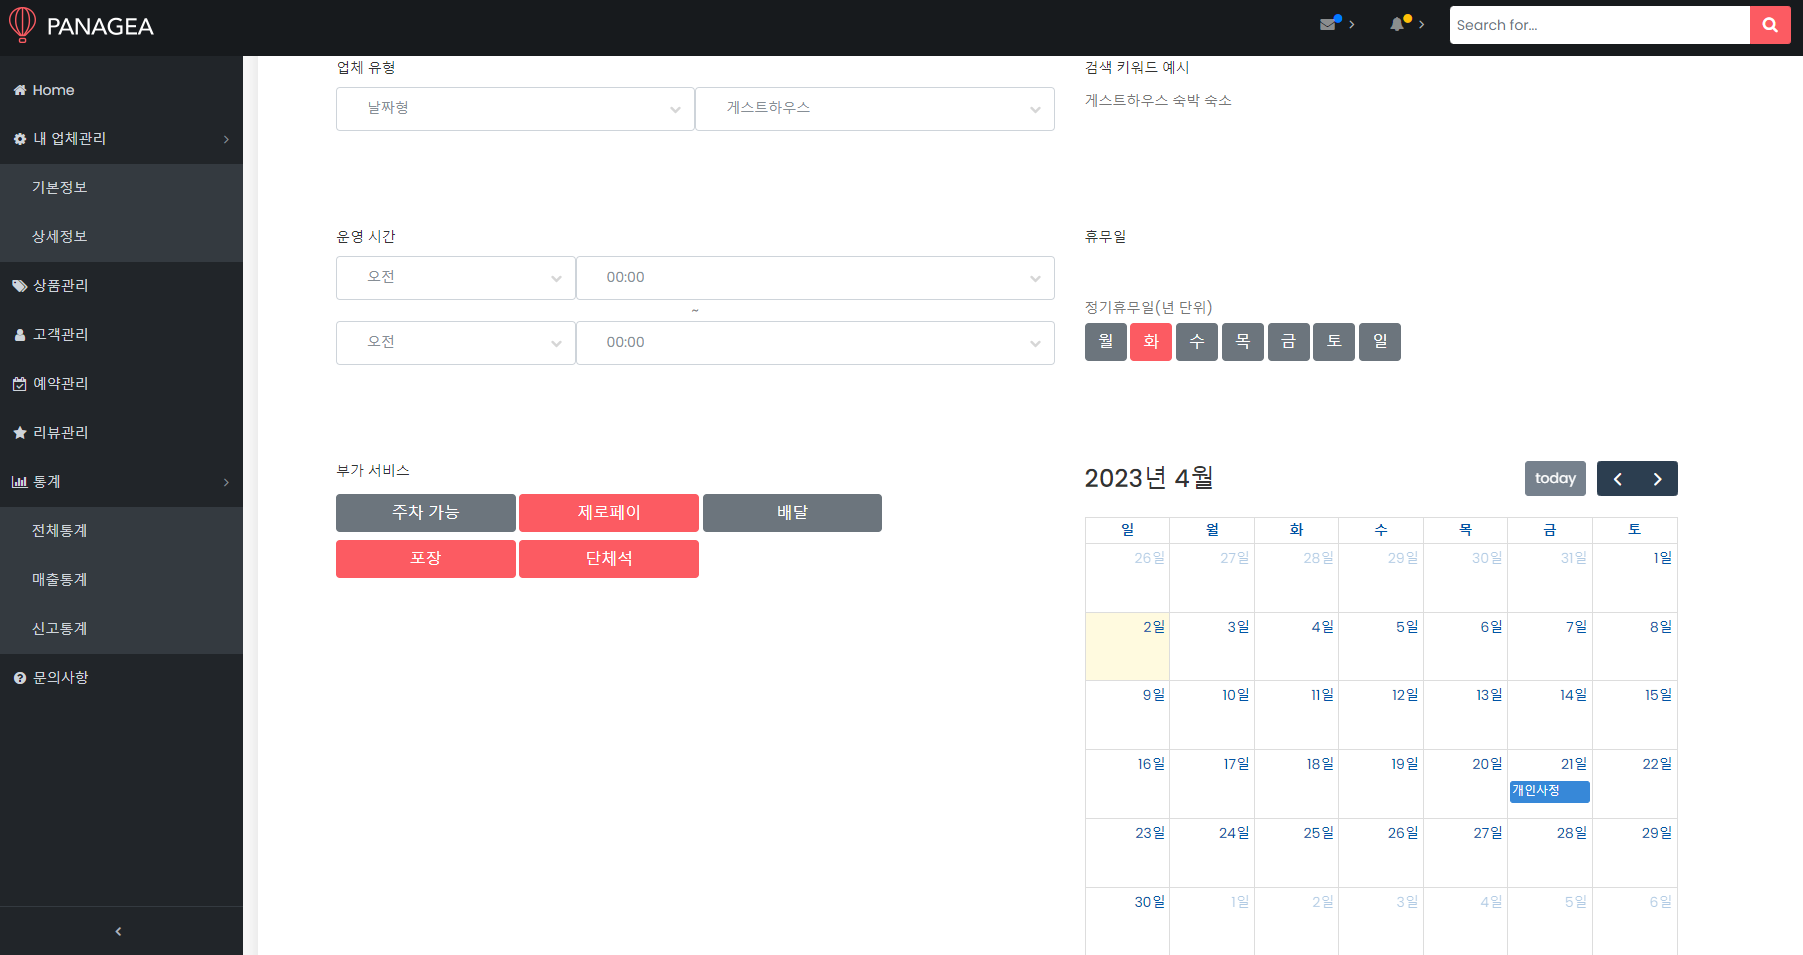 PANAGEA
Search for...
Home
내 업체관리
기본정보
상세정보
상품관리
고객관리
예약관리
리뷰관리
통계
전체통계
매출통계
신고통계
문의사항
업체 유형
날짜형 게스트하우스
검색 키워드 예시
게스트하우스 숙박 숙소
운영 시간
오전 00:00
~
오전 00:00
휴무일
정기휴무일(년 단위)
월 화 수 목 금 토 일
부가 서비스
주차 가능 제로페이 배달
포장 단체석
2023년 4월 today
일 월 화 수 목 금 토
26일 27일 28일 29일 30일 31일 1일
2일 3일 4일 5일 6일 7일 8일
9일 10일 11일 12일 13일 14일 15일
16일 17일 18일 19일 20일 21일 22일
개인사정
23일 24일 25일 26일 27일 28일 29일
30일 1일 2일 3일 4일 5일 6일